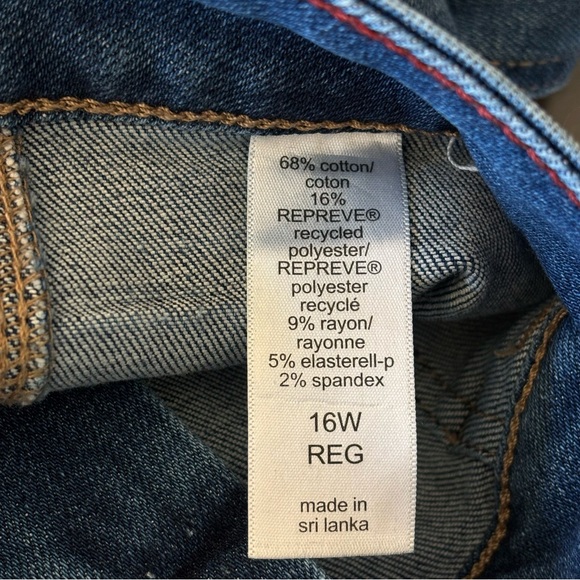 68% cotton/
coton
16%
REPREVE®
recycled
polyester/
REPREVE®
polyester
recyclé
9% rayon/
rayonne
5% elasterell-p
2% spandex
16W
REG
made in
sri lanka